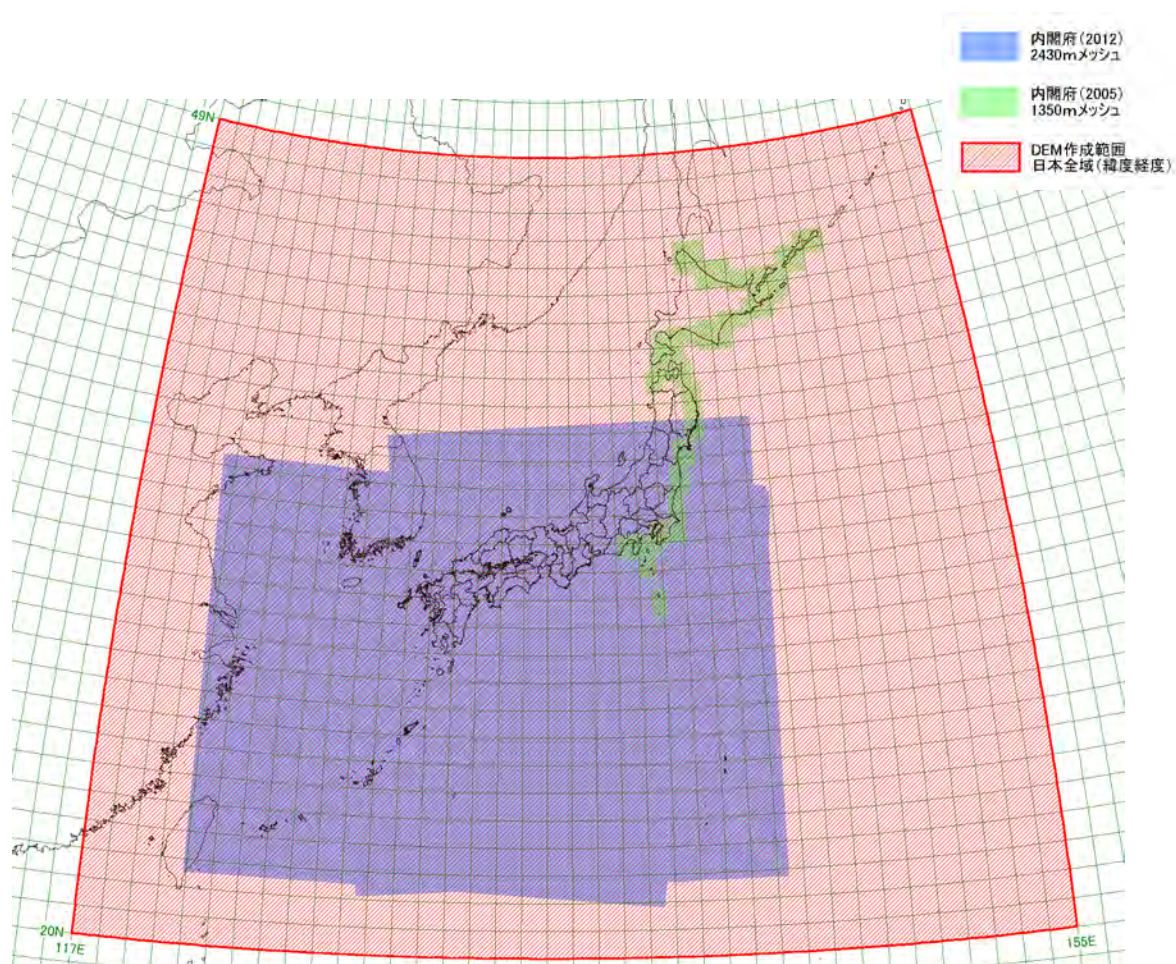 内閣府(2012)
2430mメッシュ
内閣府(2005)
1350mメッシュ
DEM作成範囲
日本全域(緯度経度)
49N
20N
117E
155E